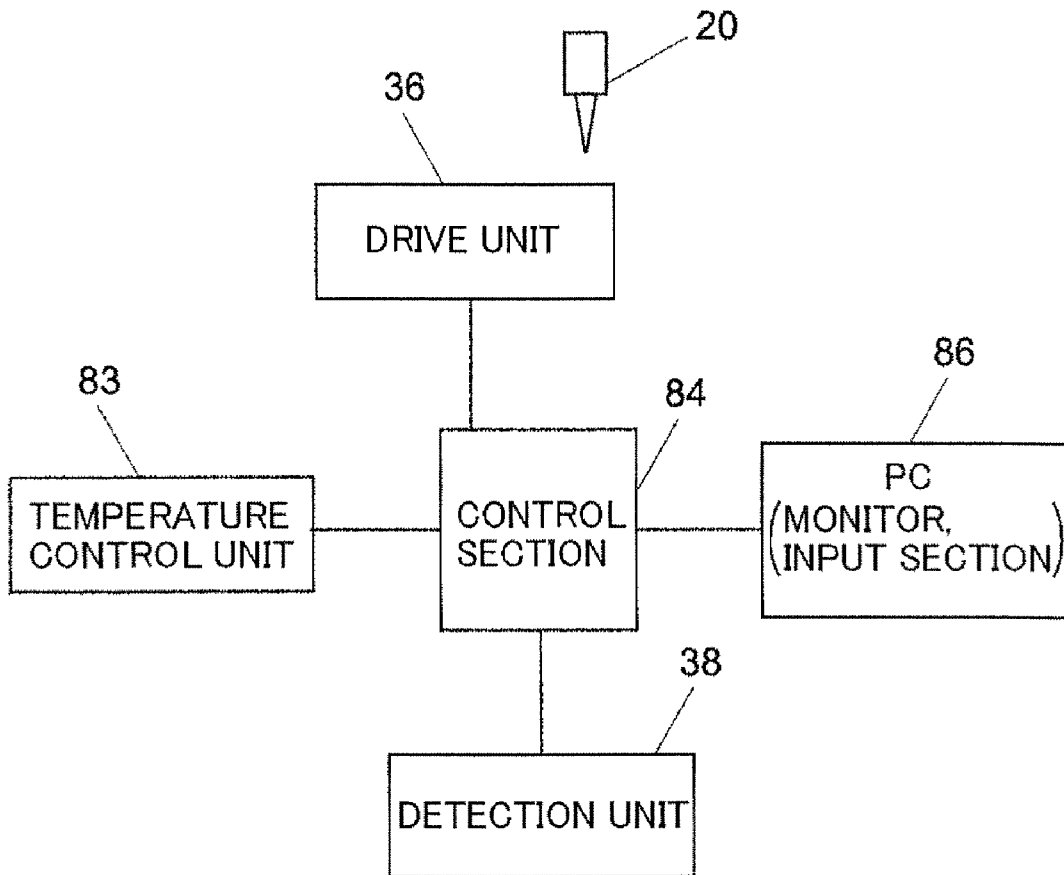 20
36
DRIVE UNIT
83
84
86
TEMPERATURE
CONTROL UNIT
CONTROL
SECTION
PC
(MONITOR,
INPUT SECTION)
38
DETECTION UNIT